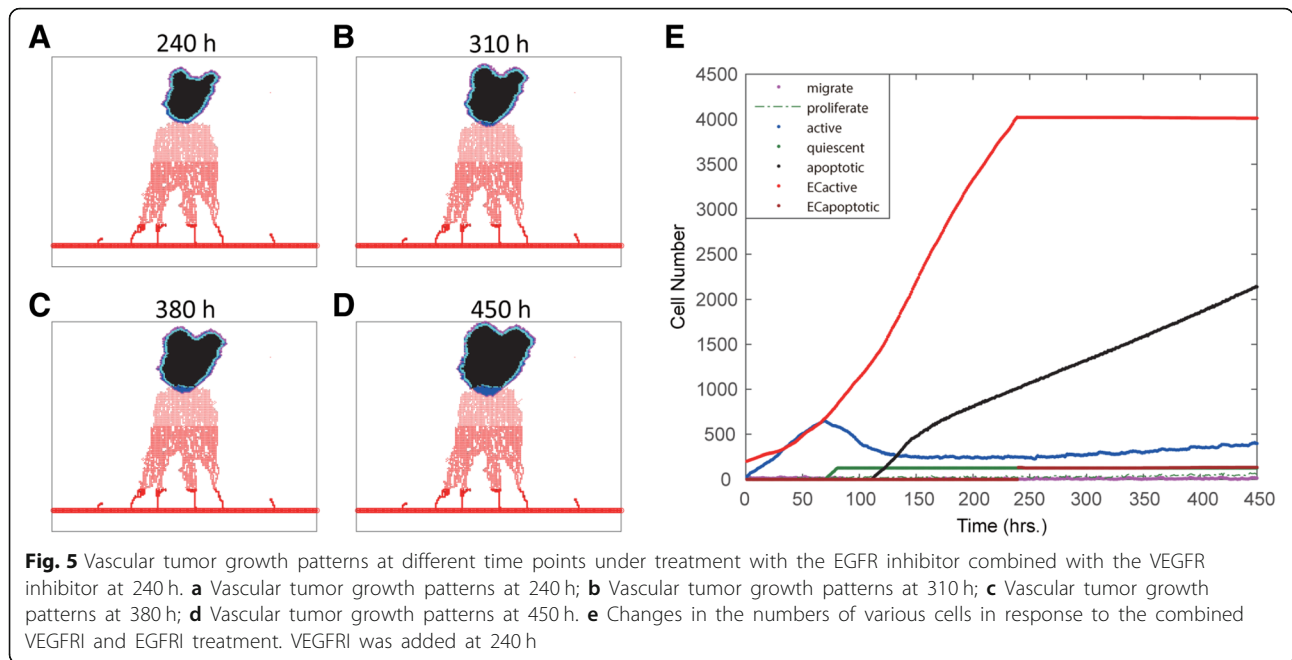 A
240 h
B
310 h
C
380 h
D
450 h
E
4500
4000
3500
3000
2500
2000
1500
1000
500
0
Cell Number
migrate
proliferate
active
quiescent
apoptotic
ECactive
ECapoptotic
0 50 100 150 200 250 300 350 400 450
Time (hrs.)
Fig. 5 Vascular tumor growth patterns at different time points under treatment with the EGFR inhibitor combined with the VEGFR
inhibitor at 240 h. a Vascular tumor growth patterns at 240 h; b Vascular tumor growth patterns at 310 h; c Vascular tumor growth
patterns at 380 h; d Vascular tumor growth patterns at 450 h. e Changes in the numbers of various cells in response to the combined
VEGFRI and EGFRI treatment. VEGFRI was added at 240 h